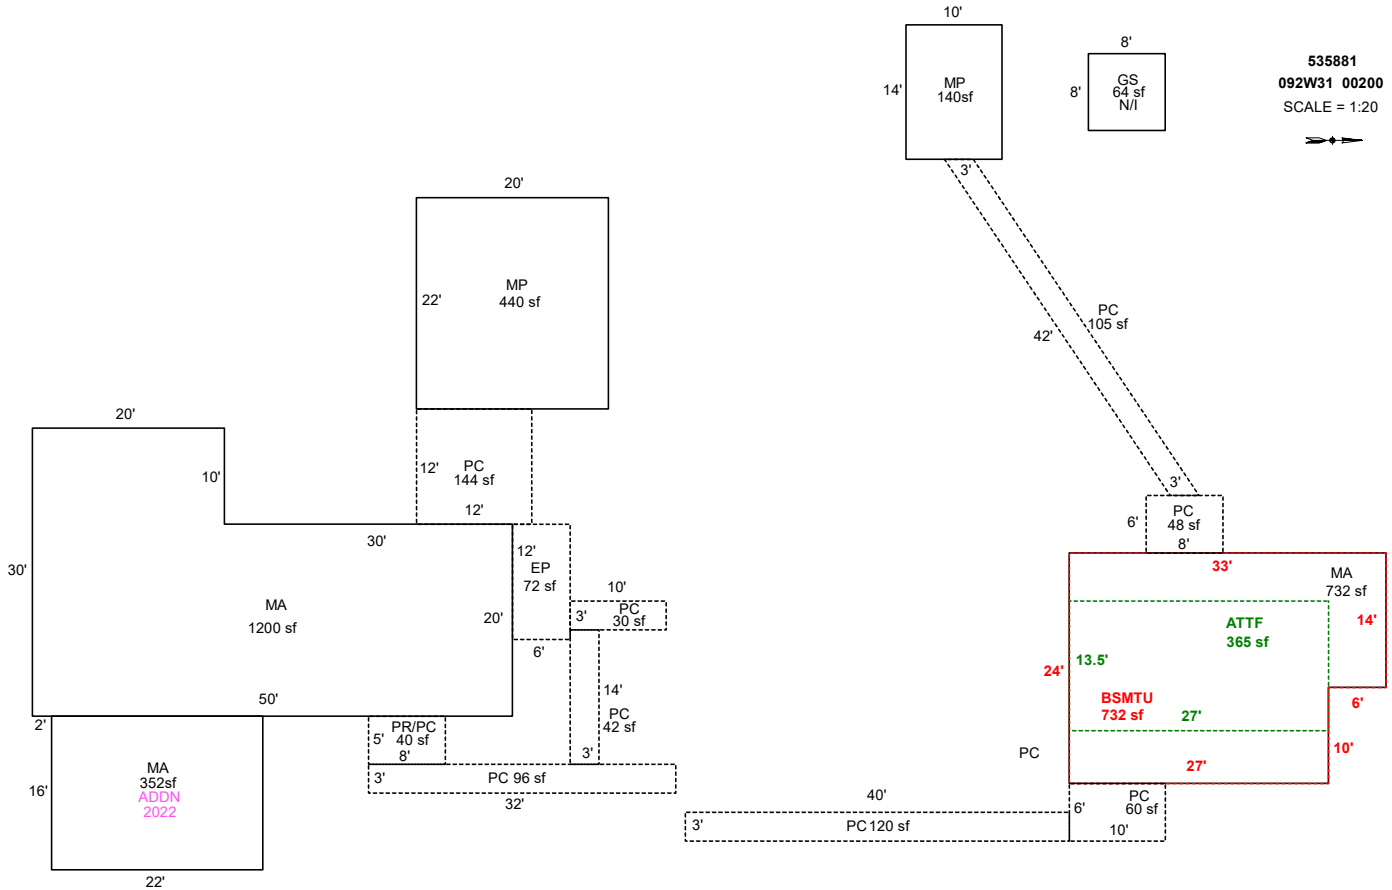 10'
14'
MP
140sf
3'
8'
8'
GS
64 sf
N/I
535881
092W31 00200
SCALE = 1:20
20'
22'
MP
440 sf
PC
105 sf
42'
20'
10'
12'
PC
144 sf
12'
30'
30'
MA
1200 sf
20'
50'
12'
EP
72 sf
6'
10'
3'
PC
30 sf
14'
PC
42 sf
3'
2'
16'
MA
352sf
ADDN
2022
22'
5'
PR/PC
40 sf
8'
3'
PC 96 sf
32'
3'
6'
PC
48 sf
8'
33'
MA
732 sf
14'
ATTF
365 sf
24'
13.5'
BSMTU
732 sf
27'
6'
10'
27'
PC
40'
3'
PC 120 sf
6'
PC
60 sf
10'